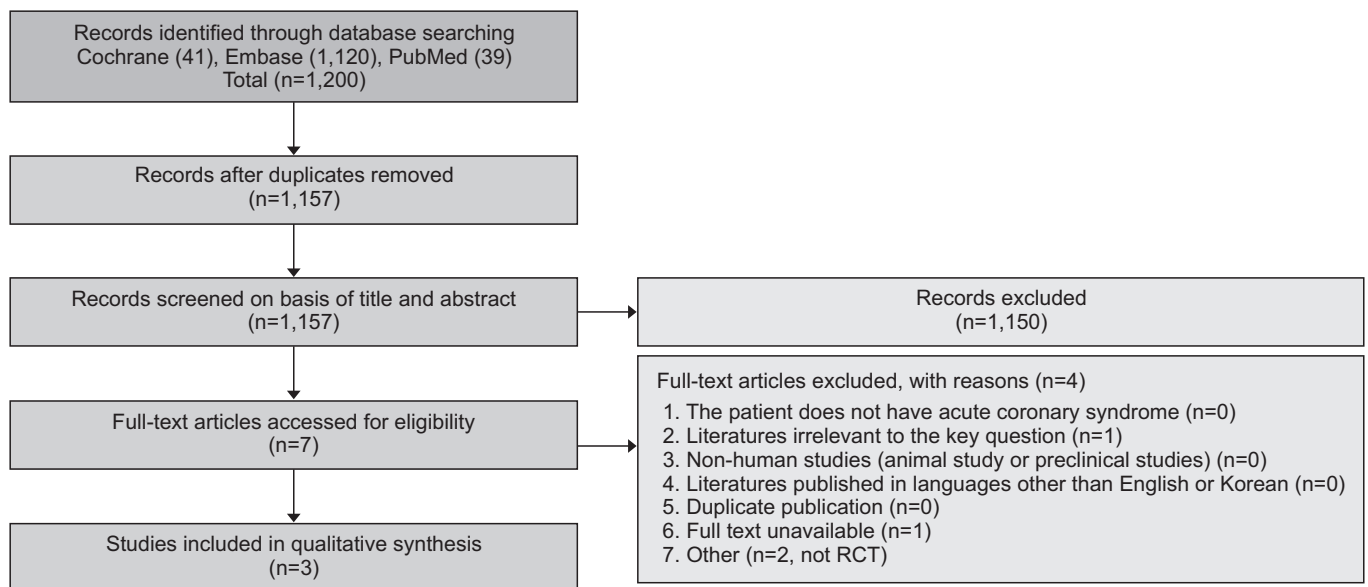 Records identified through database searching
Cochrane (41), Embase (1,120), PubMed (39)
Total (n=1,200)
Records after duplicates removed
(n=1,157)
Records screened on basis of title and abstract
(n=1,157)
Records excluded
(n=1,150)
Full-text articles accessed for eligibility
(n=7)
Full-text articles excluded, with reasons (n=4)
1. The patient does not have acute coronary syndrome (n=0)
2. Literatures irrelevant to the key question (n=1)
3. Non-human studies (animal study or preclinical studies) (n=0)
4. Literatures published in languages other than English or Korean (n=0)
5. Duplicate publication (n=0)
6. Full text unavailable (n=1)
7. Other (n=2, not RCT)
Studies included in qualitative synthesis
(n=3)